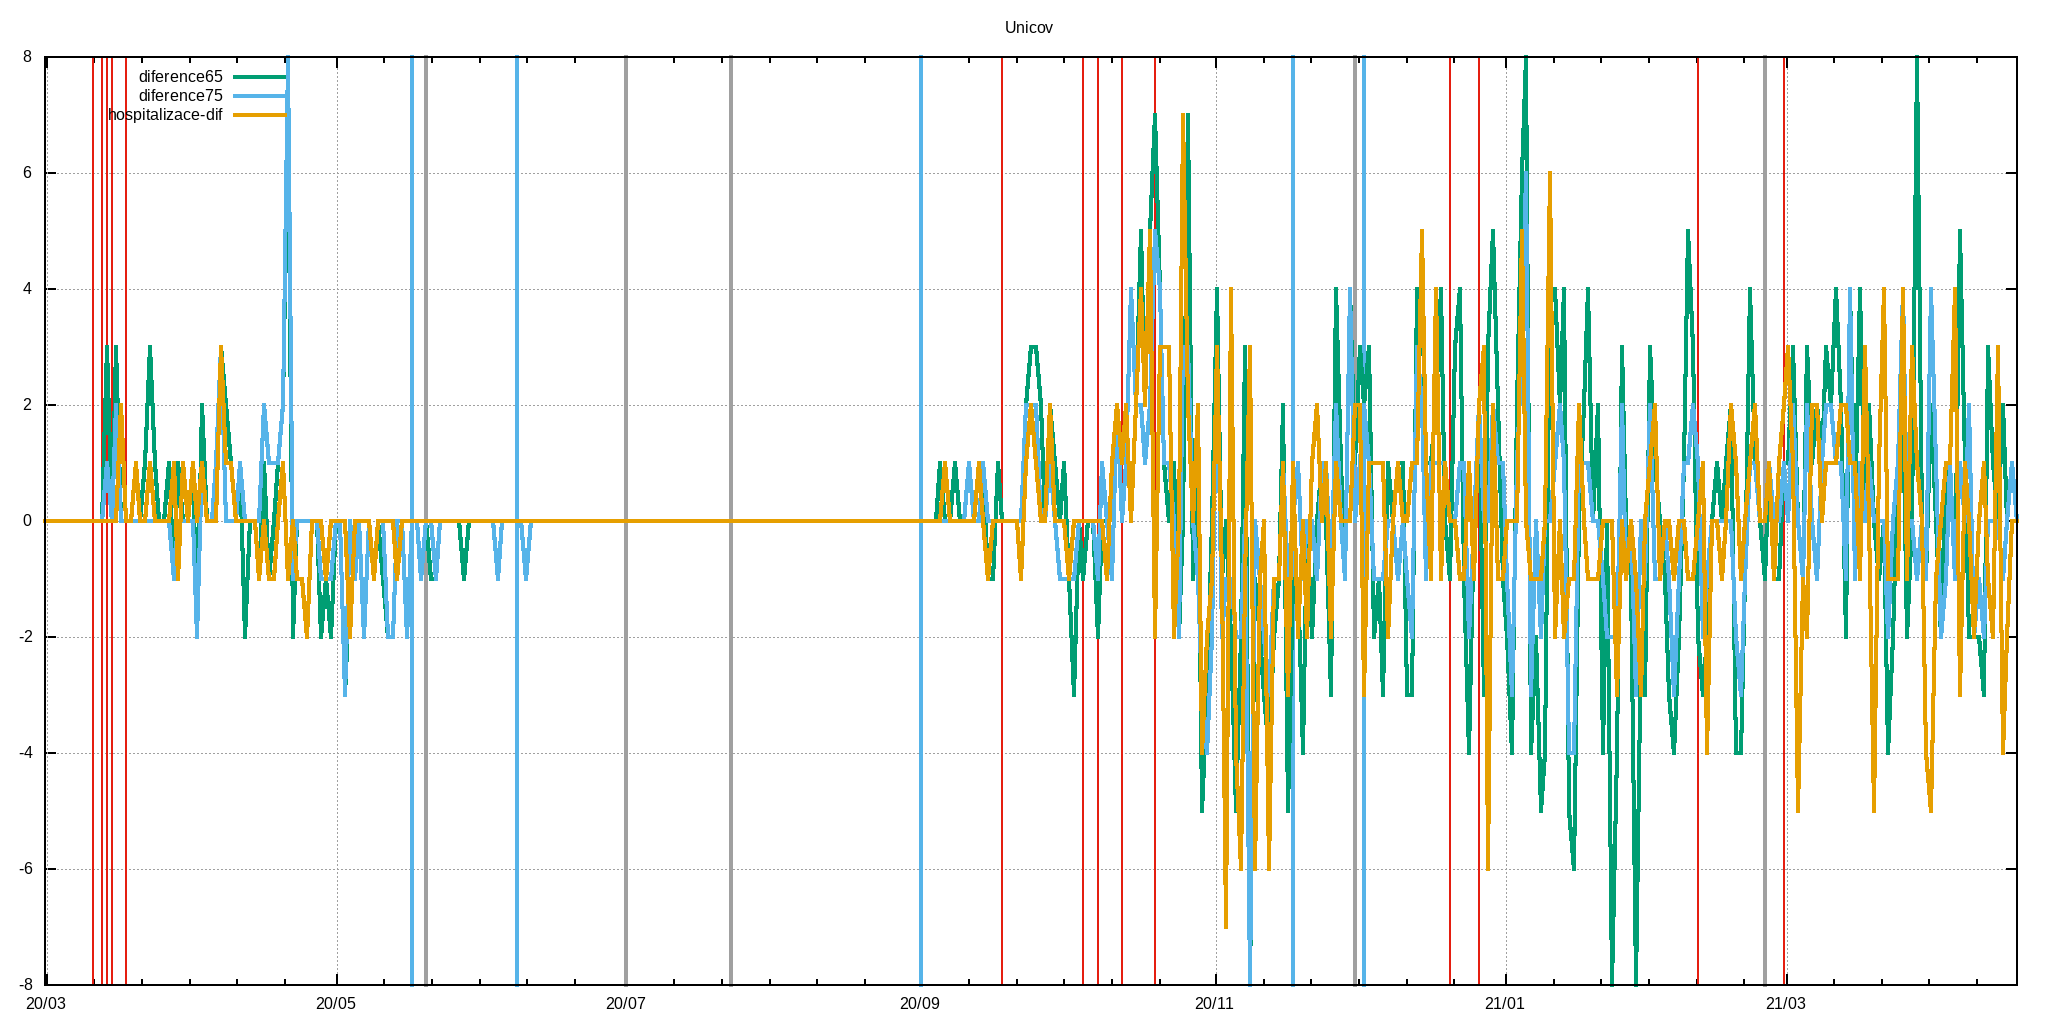 Unicov
8
diference65
diference75
hospitalizace-dif
6
4
2
0
-2
-4
-6
-8
20/03 20/05 20/07 20/09 20/11 21/01 21/03